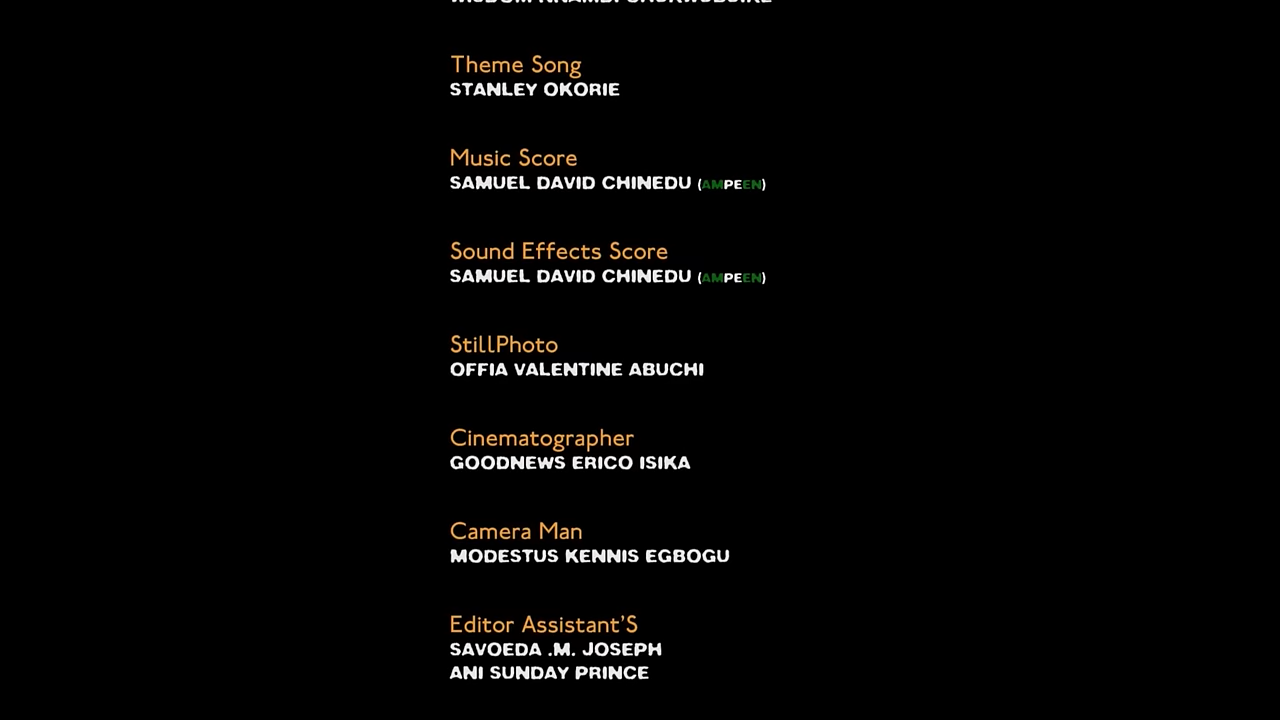 Theme Song
STANLEY OKORIE
Music Score
SAMUEL DAVID CHINEDU (AMPEEN)
Sound Effects Score
SAMUEL DAVID CHINEDU (AMPEEN)
StillPhoto
OFFIA VALENTINE ABUCHI
Cinematographer
GOODNEWS ERICO ISIKA
Camera Man
MODESTUS KENNIS EGBOGU
Editor Assistant'S
SAVOEDA .M. JOSEPH
ANI SUNDAY PRINCE